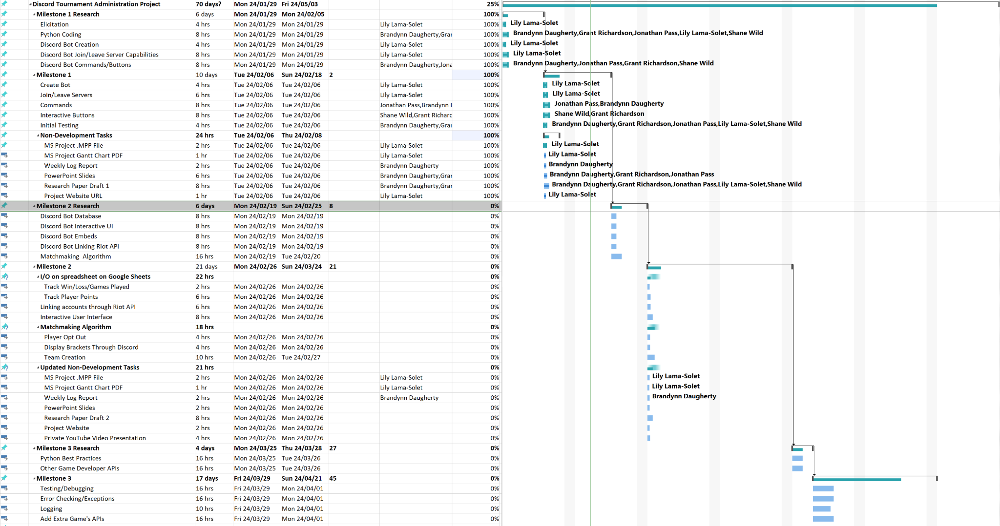 Discord Tournament Administration Project 70 days? Mon 24/01/29 Fri 24/05/03 25%
Milestone 1 Research 6 days Mon 24/01/29 Mon 24/02/05 100%
Elicitation 4 hrs Mon 24/01/29 Mon 24/01/29 Lily Lama-Solet 100% Lily Lama-Solet
Python Coding 8 hrs Mon 24/01/29 Mon 24/01/29 Brandynn Daugherty,Gra 100% Brandynn Daugherty,Grant Richardson,Jonathan Pass,Lily Lama-Solet,Shane Wild
Discord Bot Creation 4 hrs Mon 24/01/29 Mon 24/01/29 Lily Lama-Solet 100% Lily Lama-Solet
Discord Bot Join/Leave Server Capabilities 8 hrs Mon 24/01/29 Mon 24/01/29 Lily Lama-Solet 100% Lily Lama-Solet
Discord Bot Commands/Buttons 8 hrs Mon 24/01/29 Mon 24/01/29 Brandynn Daugherty,Jona 100% Brandynn Daugherty,Jonathan Pass,Grant Richardson,Shane Wild
Milestone 1 10 days Tue 24/02/06 Sun 24/02/18 2 100%
Create Bot 4 hrs Tue 24/02/06 Tue 24/02/06 Lily Lama-Solet 100% Lily Lama-Solet
Join/Leave Servers 6 hrs Tue 24/02/06 Tue 24/02/06 Lily Lama-Solet 100% Lily Lama-Solet
Commands 8 hrs Tue 24/02/06 Tue 24/02/06 Jonathan Pass,Brandynn 100% Jonathan Pass,Brandynn Daugherty
Interactive Buttons 8 hrs Tue 24/02/06 Tue 24/02/06 Shane Wild,Grant Richarc 100% Shane Wild,Grant Richardson
Initial Testing 4 hrs Tue 24/02/06 Tue 24/02/06 Brandynn Daugherty,Gra 100% Brandynn Daugherty,Grant Richardson,Jonathan Pass,Lily Lama-Solet,Shane Wild
Non-Development Tasks 24 hrs Tue 24/02/06 Thu 24/02/08 100%
MS Project .MPP File 2 hrs Tue 24/02/06 Tue 24/02/06 Lily Lama-Solet 100% Lily Lama-Solet
MS Project Gantt Chart PDF 1 hr Tue 24/02/06 Tue 24/02/06 Lily Lama-Solet 100% Lily Lama-Solet
Weekly Log Report 2 hrs Tue 24/02/06 Tue 24/02/06 Brandynn Daugherty 100% Brandynn Daugherty
PowerPoint Slides 6 hrs Tue 24/02/06 Tue 24/02/06 Brandynn Daugherty,Gra 100% Brandynn Daugherty,Grant Richardson,Jonathan Pass
Research Paper Draft 1 8 hrs Tue 24/02/06 Tue 24/02/06 Brandynn Daugherty,Gra 100% Brandynn Daugherty,Grant Richardson,Jonathan Pass,Lily Lama-Solet,Shane Wild
Project Website URL 1 hr Tue 24/02/06 Tue 24/02/06 Lily Lama-Solet 100% Lily Lama-Solet
Milestone 2 Research 6 days Mon 24/02/19 Sun 24/02/25 8 0%
Discord Bot Database 8 hrs Mon 24/02/19 Mon 24/02/19 0%
Discord Bot Interactive UI 8 hrs Mon 24/02/19 Mon 24/02/19 0%
Discord Bot Embeds 8 hrs Mon 24/02/19 Mon 24/02/19 0%
Discord Bot Linking Riot API 8 hrs Mon 24/02/19 Mon 24/02/19 0%
Matchmaking Algorithm 16 hrs Mon 24/02/19 Tue 24/02/20 0%
Milestone 2 21 days Mon 24/02/26 Sun 24/03/24 21 0%
I/O on spreadsheet on Google Sheets 22 hrs 0%
Track Win/Loss/Games Played 2 hrs Mon 24/02/26 Mon 24/02/26 0%
Track Player Points 6 hrs Mon 24/02/26 Mon 24/02/26 0%
Linking accounts through Riot API 6 hrs Mon 24/02/26 Mon 24/02/26 0%
Interactive User Interface 8 hrs Mon 24/02/26 Mon 24/02/26 0%
Matchmaking Algorithm 18 hrs 0%
Player Opt Out 4 hrs Mon 24/02/26 Mon 24/02/26 0%
Display Brackets Through Discord 4 hrs Mon 24/02/26 Mon 24/02/26 0%
Team Creation 10 hrs Mon 24/02/26 Tue 24/02/27 0%
Updated Non-Development Tasks 21 hrs 0%
MS Project .MPP File 2 hrs Mon 24/02/26 Mon 24/02/26 Lily Lama-Solet 0% Lily Lama-Solet
MS Project Gantt Chart PDF 1 hr Mon 24/02/26 Mon 24/02/26 Lily Lama-Solet 0% Lily Lama-Solet
Weekly Log Report 2 hrs Mon 24/02/26 Mon 24/02/26 Brandynn Daugherty 0% Brandynn Daugherty
PowerPoint Slides 2 hrs Mon 24/02/26 Mon 24/02/26 0%
Research Paper Draft 2 8 hrs Mon 24/02/26 Mon 24/02/26 0%
Project Website 2 hrs Mon 24/02/26 Mon 24/02/26 0%
Private YouTube Video Presentation 4 hrs Mon 24/02/26 Mon 24/02/26 0%
Milestone 3 Research 4 days Mon 24/03/25 Thu 24/03/28 27 0%
Python Best Practices 16 hrs Mon 24/03/25 Tue 24/03/26 0%
Other Game Developer APIs 16 hrs Mon 24/03/25 Tue 24/03/26 0%
Milestone 3 17 days Fri 24/03/29 Sun 24/04/21 45 0%
Testing/Debugging 16 hrs Fri 24/03/29 Mon 24/04/01 0%
Error Checking/Exceptions 16 hrs Fri 24/03/29 Mon 24/04/01 0%
Logging 10 hrs Fri 24/03/29 Mon 24/04/01 0%
Add Extra Game's APIs 16 hrs Fri 24/03/29 Mon 24/04/01 0%